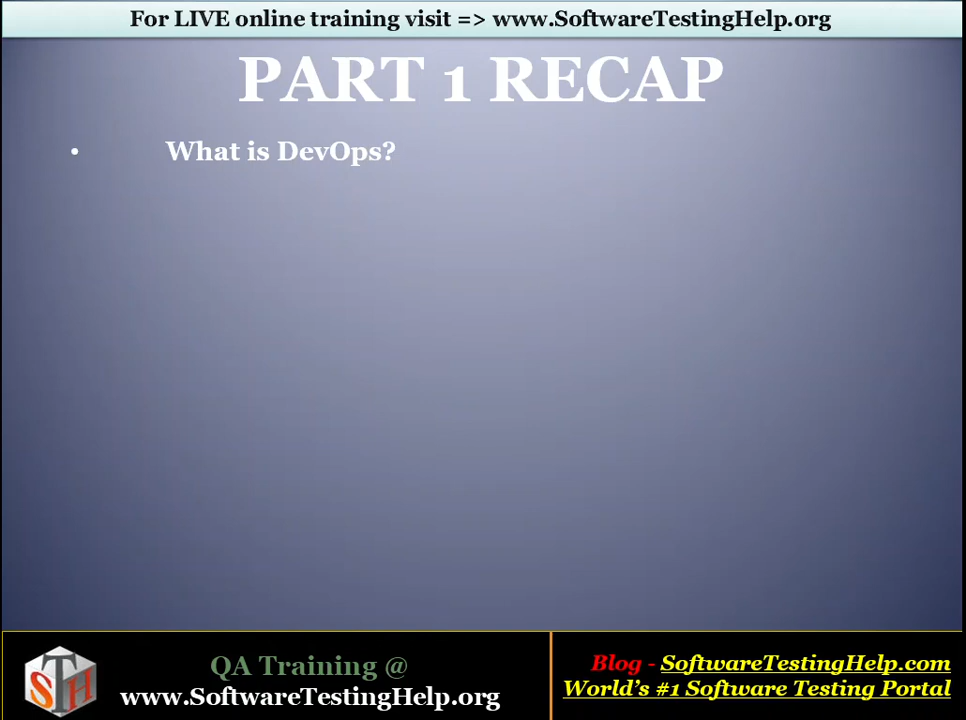 For LIVE online training visit => www.SoftwareTestingHelp.org
PART 1 RECAP
• What is DevOps?
STH
QA Training @
www.SoftwareTestingHelp.org
Blog - SoftwareTestingHelp.com
World's #1 Software Testing Portal